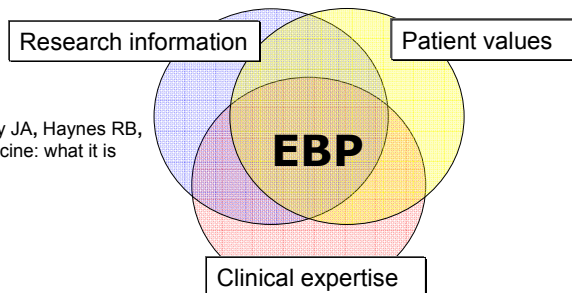 Research information
Patient values
y JA, Haynes RB,
cine: what it is
EBP
Clinical expertise